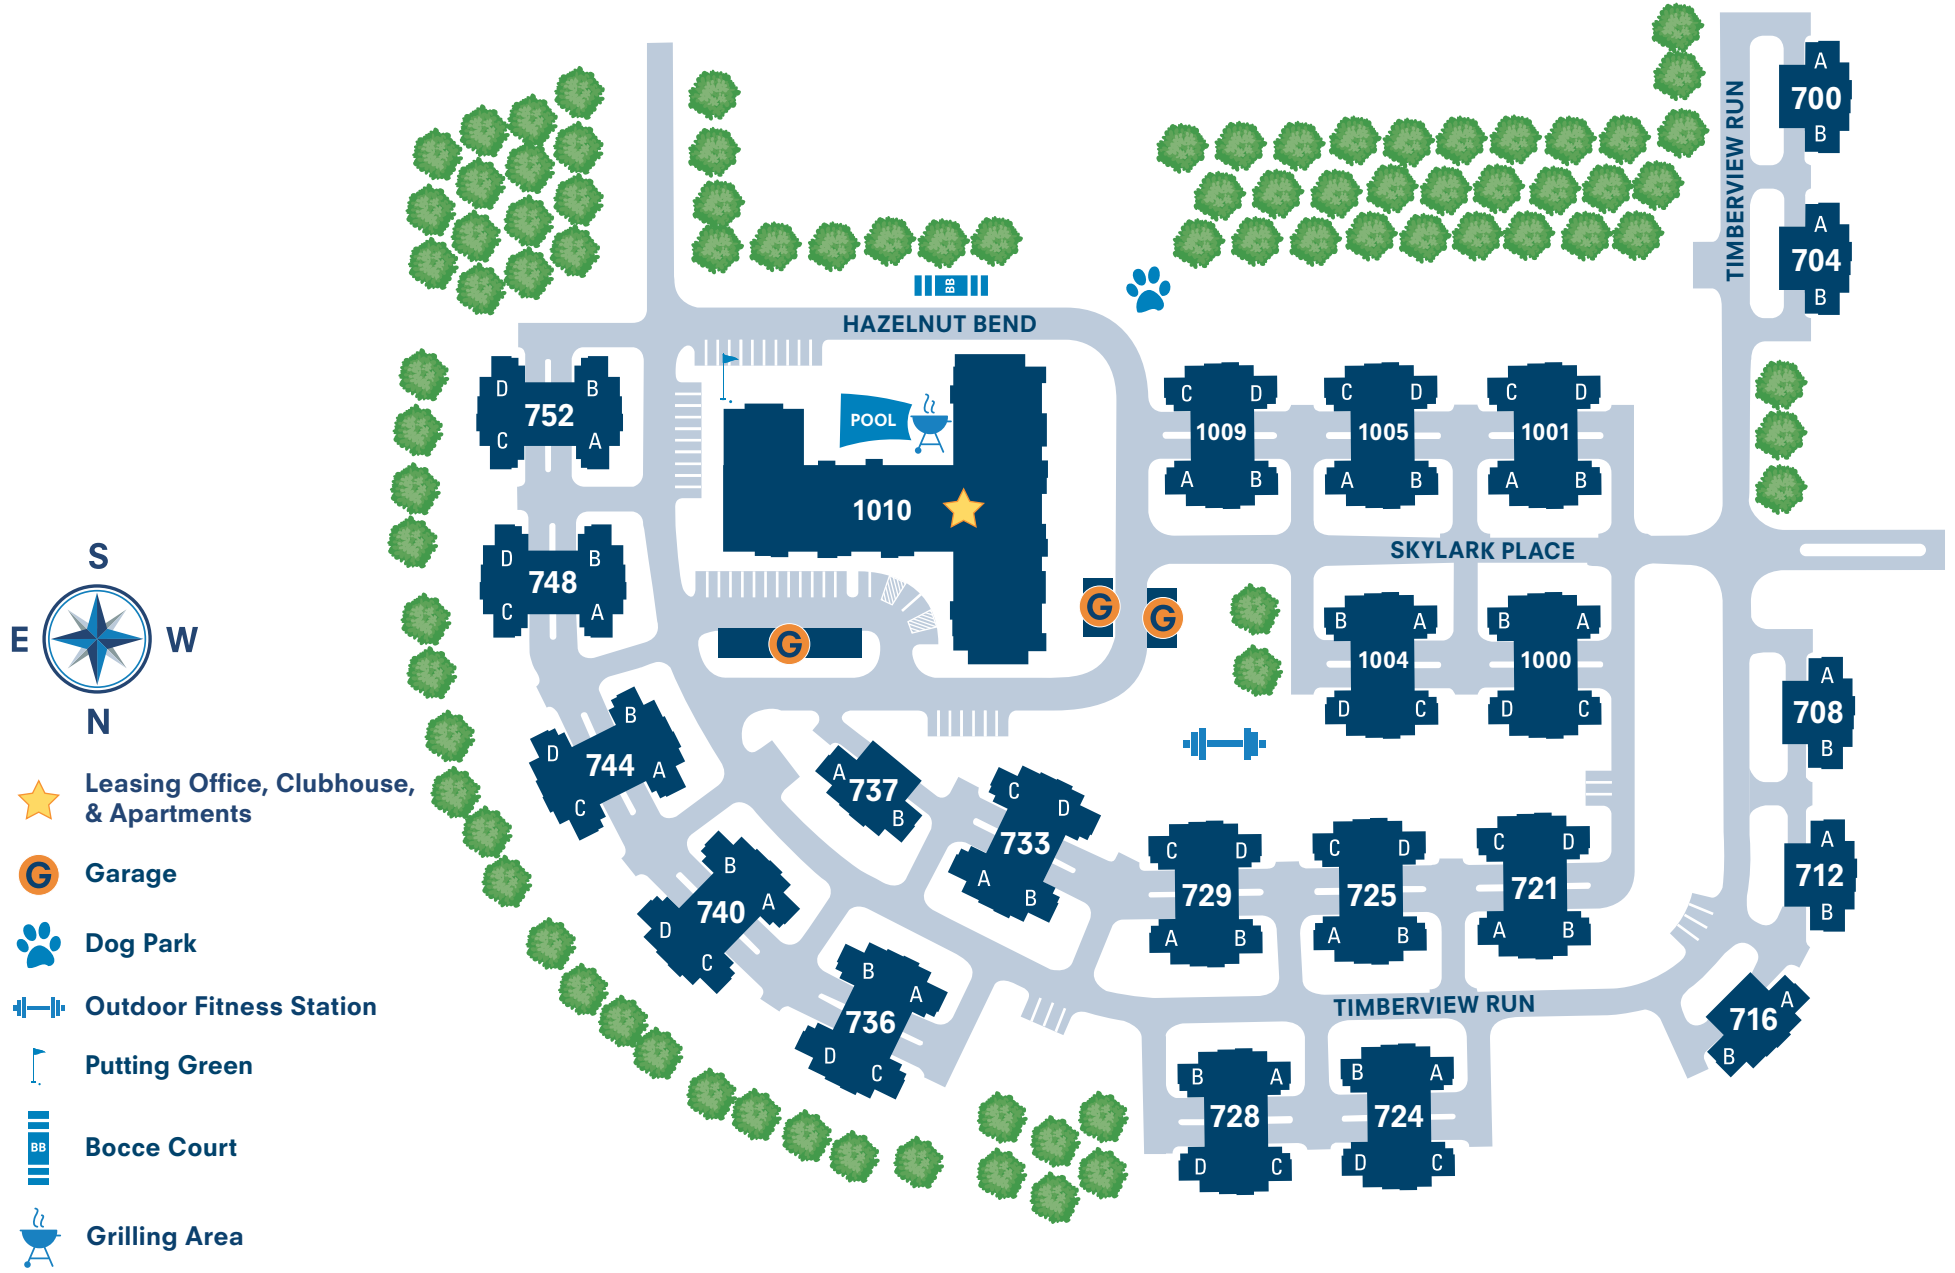 A
700
B
TIMBERVIEW RUN
A
704
B
BB
HAZELNUT BEND
D B
752
C A
POOL
C D
1009
A B
C D
1005
A B
C D
1001
A B
1010
SKYLARK PLACE
D B
748
C A
G
G
G
B A
1004
D C
B A
1000
D C
S
E W
N
A
708
B
B
D
744
A
C
A
737
B
C
D
733
A
B
C D
729
A B
C D
725
A B
C D
721
A B
A
712
B
B
A
740
D
C
B
A
736
D
C
TIMBERVIEW RUN
A
716
B
B A
728
D C
B A
724
D C
Leasing Office, Clubhouse,
& Apartments
G Garage
Dog Park
Outdoor Fitness Station
Putting Green
BB Bocce Court
Grilling Area